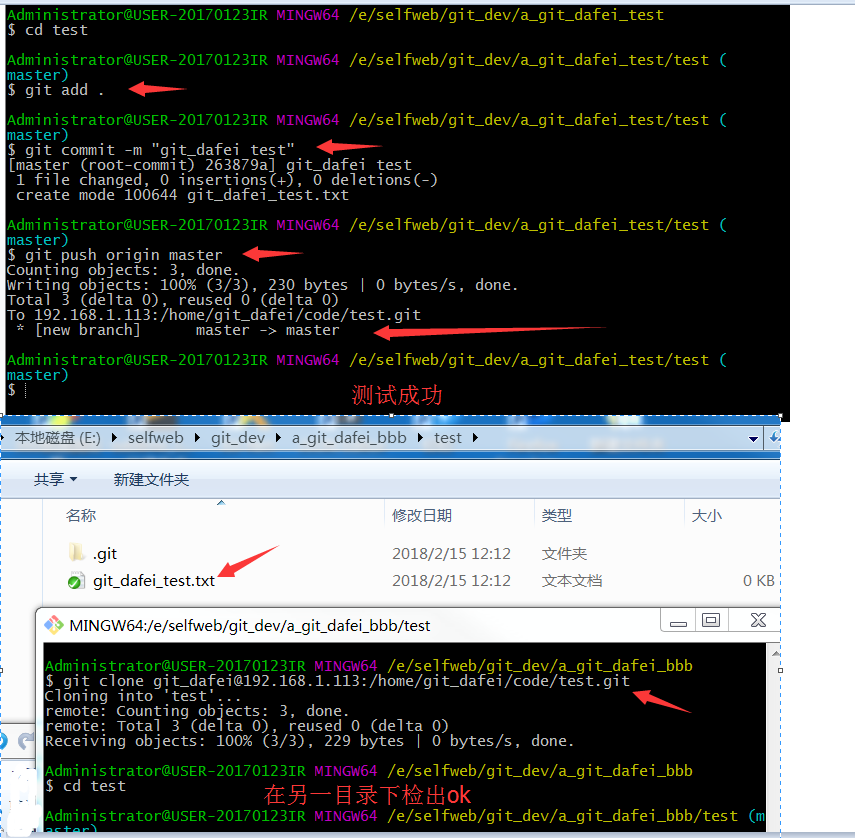 Administrator@USER-20170123IR MINGW64 /e/selfweb/git_dev/a_git_dafei_test
$ cd test
Administrator@USER-20170123IR MINGW64 /e/selfweb/git_dev/a_git_dafei_test/test (
master)
$ git add .
Administrator@USER-20170123IR MINGW64 /e/selfweb/git_dev/a_git_dafei_test/test (
master)
$ git commit -m "git_dafei test"
[master (root-commit) 263879a] git_dafei test
1 file changed, 0 insertions(+), 0 deletions(-)
create mode 100644 git_dafei_test.txt
Administrator@USER-20170123IR MINGW64 /e/selfweb/git_dev/a_git_dafei_test/test (
master)
$ git push origin master
Counting objects: 3, done.
Writing objects: 100% (3/3), 230 bytes | 0 bytes/s, done.
Total 3 (delta 0), reused 0 (delta 0)
To 192.168.1.113:/home/git_dafei/code/test.git
* [new branch]      master -> master
Administrator@USER-20170123IR MINGW64 /e/selfweb/git_dev/a_git_dafei_test/test (
master)
$
测试成功
本地磁盘 (E:) selfweb git_dev a_git_dafei_bbb test
共享 新建文件夹
名称 修改日期 类型 大小
.git 2018/2/15 12:12 文件夹
git_dafei_test.txt 2018/2/15 12:12 文本文档 0 KB
MINGW64:/e/selfweb/git_dev/a_git_dafei_bbb/test
Administrator@USER-20170123IR MINGW64 /e/selfweb/git_dev/a_git_dafei_bbb
$ git clone git_dafei@192.168.1.113:/home/git_dafei/code/test.git
Cloning into 'test'...
remote: Counting objects: 3, done.
remote: Total 3 (delta 0), reused 0 (delta 0)
Receiving objects: 100% (3/3), 229 bytes | 0 bytes/s, done.
Administrator@USER-20170123IR MINGW64 /e/selfweb/git_dev/a_git_dafei_bbb
$ cd test
在另一目录下检出ok
Administrator@USER-20170123IR MINGW64 /e/selfweb/git_dev/a_git_dafei_bbb/test (m
aster)